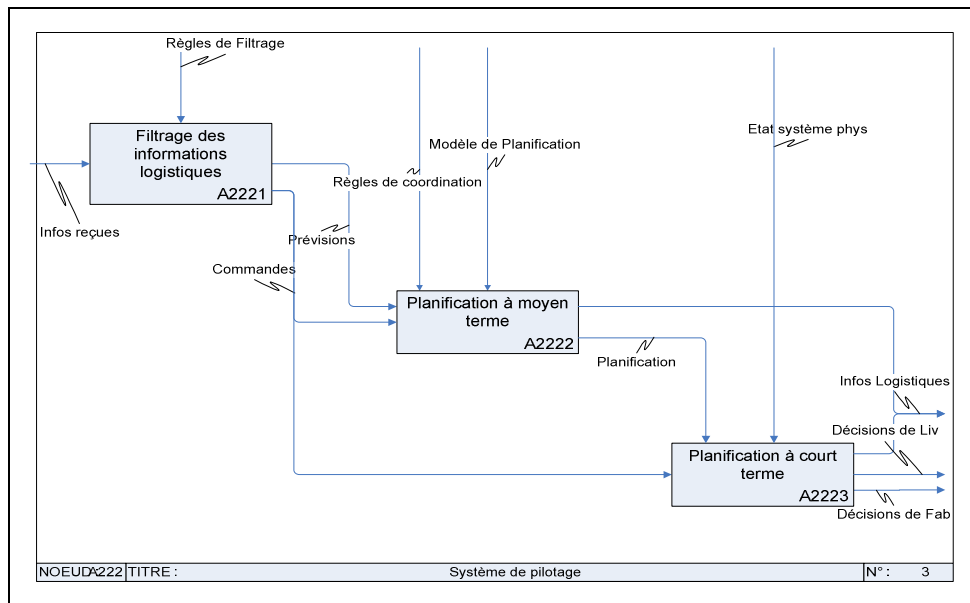 Règles de Filtrage
Filtrage des
informations
logistiques
A2221
Infos reçues
Modèle de Planification
Etat système phys
Règles de coordination
Prévisions
Commandes
Planification à moyen
terme
A2222
Planification
Infos Logistiques
Décisions de Liv
Planification à court
terme
A2223
Décisions de Fab
NOEUD: A222 TITRE : Système de pilotage N° : 3